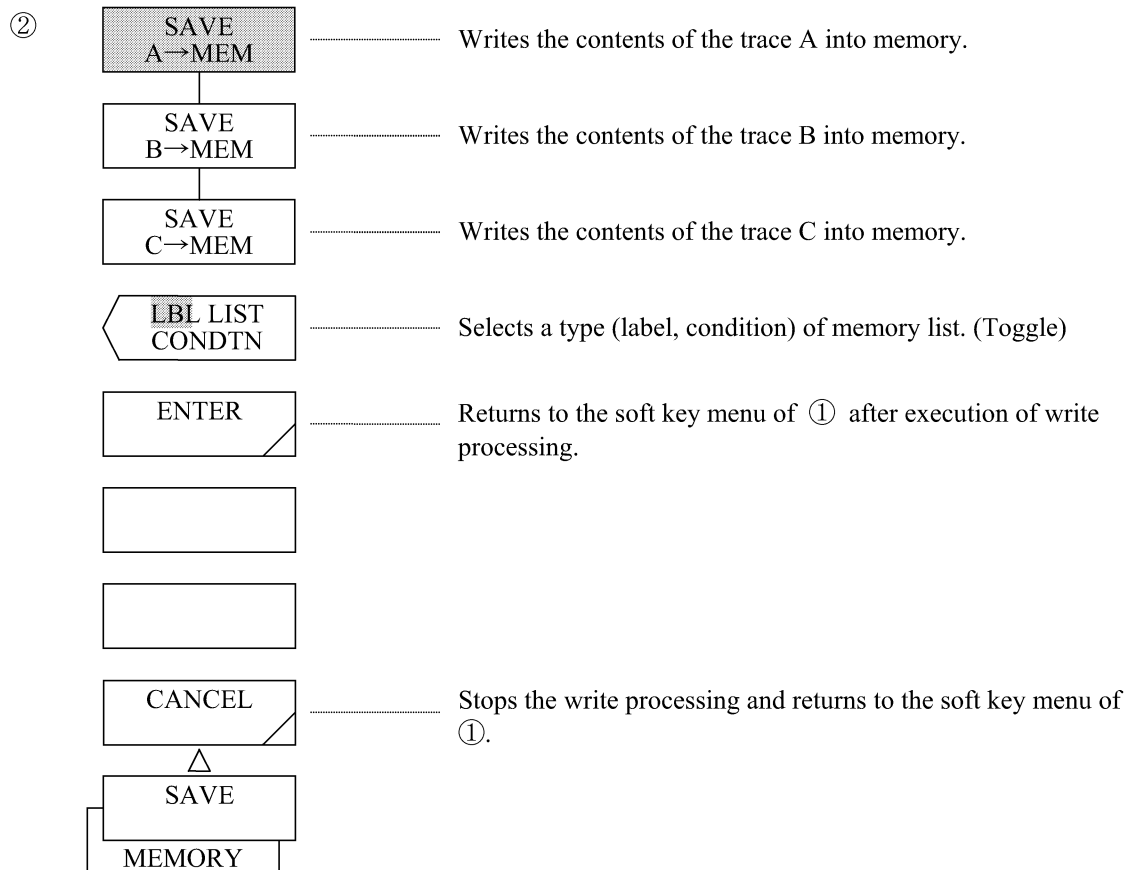 ②
SAVE
A→MEM
Writes the contents of the trace A into memory.
SAVE
B→MEM
Writes the contents of the trace B into memory.
SAVE
C→MEM
Writes the contents of the trace C into memory.
LBL LIST
CONDTN
Selects a type (label, condition) of memory list. (Toggle)
ENTER
Returns to the soft key menu of ① after execution of write
processing.
CANCEL
Stops the write processing and returns to the soft key menu of
①.
SAVE
MEMORY